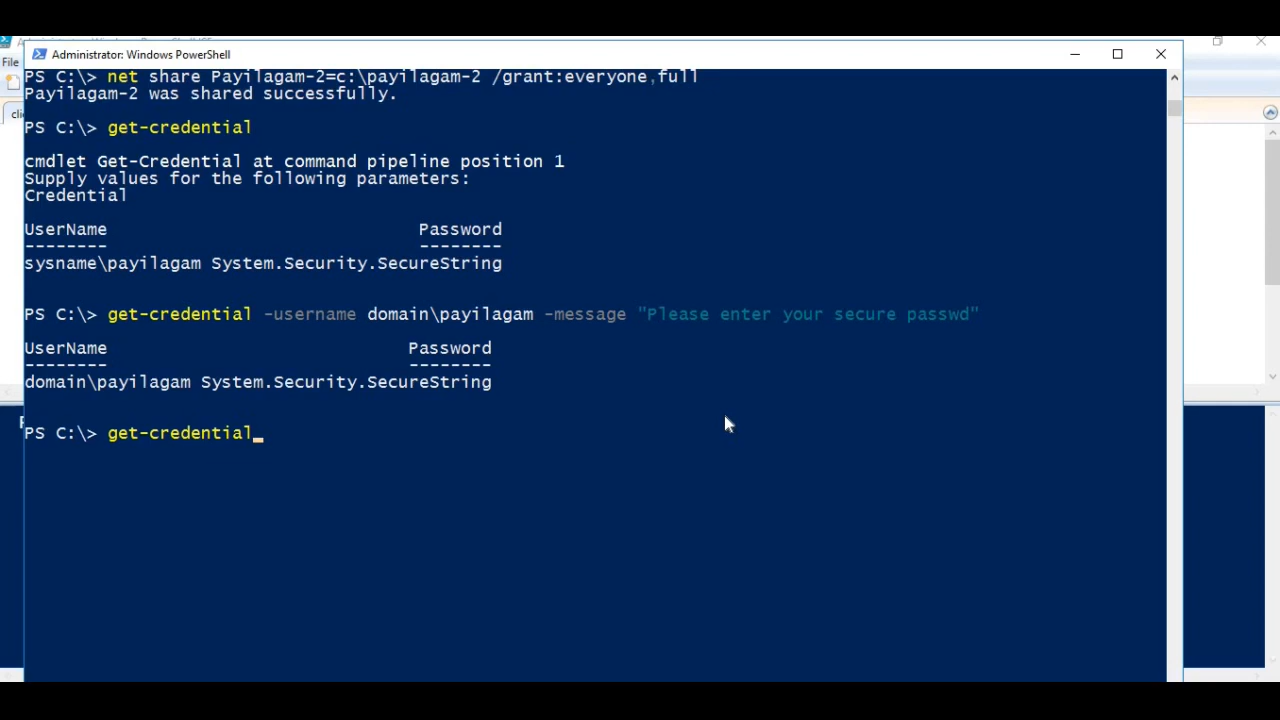 Administrator: Windows PowerShell
File
PS C:\> net share Payilagam-2=c:\payilagam-2 /grant:everyone,full
Payilagam-2 was shared successfully.
PS C:\> get-credential
cmdlet Get-Credential at command pipeline position 1
Supply values for the following parameters:
Credential
UserName Password
-------- --------
sysname\payilagam System.Security.SecureString
PS C:\> get-credential -username domain\payilagam -message "Please enter your secure passwd"
UserName Password
-------- --------
domain\payilagam System.Security.SecureString
PS C:\> get-credential_